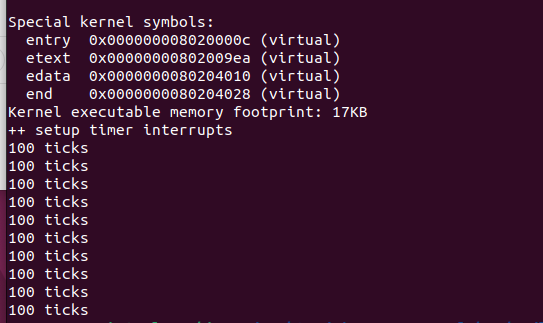 Special kernel symbols:
  entry  0x000000008020000c (virtual)
  etext  0x00000000802009ea (virtual)
  edata  0x0000000080204010 (virtual)
  end    0x0000000080204028 (virtual)
Kernel executable memory footprint: 17KB
++ setup timer interrupts
100 ticks
100 ticks
100 ticks
100 ticks
100 ticks
100 ticks
100 ticks
100 ticks
100 ticks
100 ticks